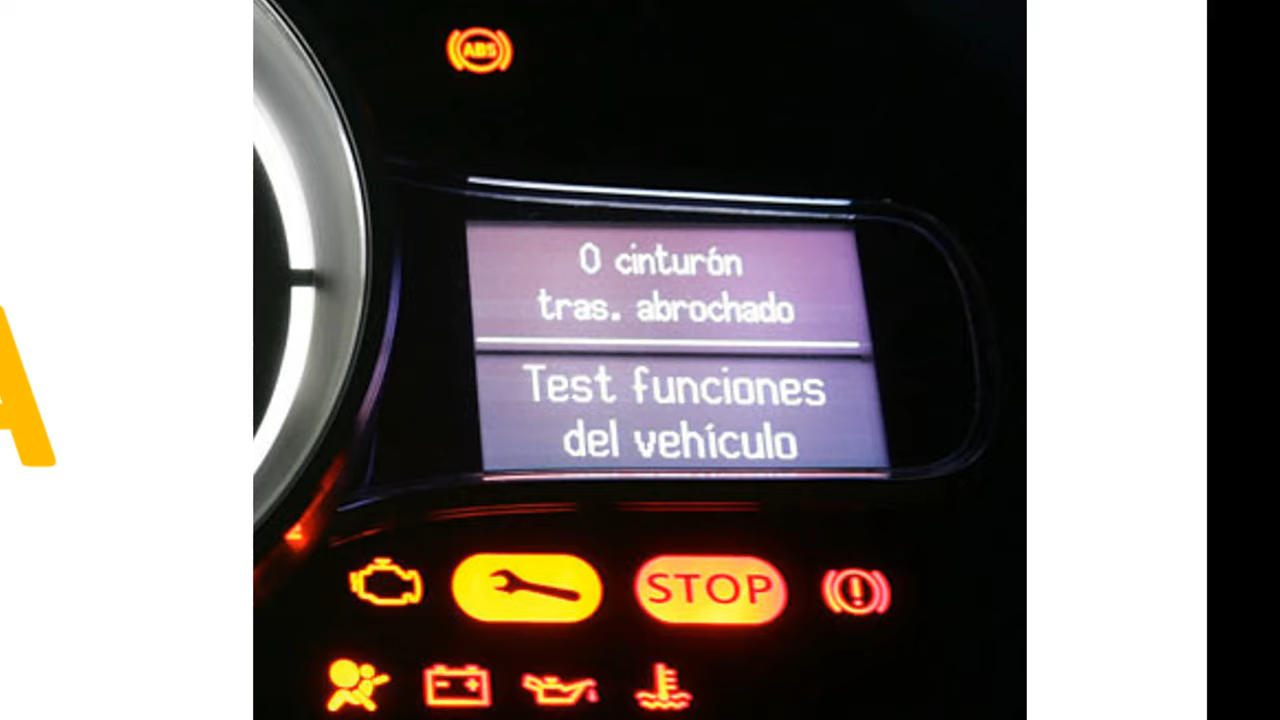 A
ABS
0 cinturón
tras. abrochado
Test funciones
del vehículo
STOP